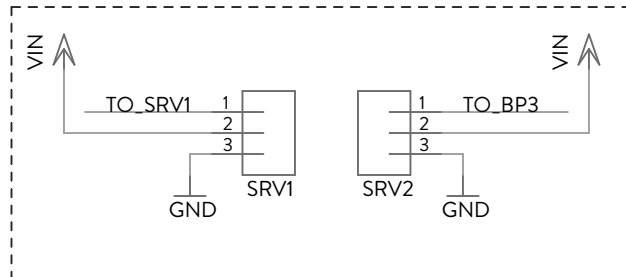 VIN VIN
TO_SRV1 1 1 TO_BP3
2 2
3 3
SRV1 SRV2
GND GND